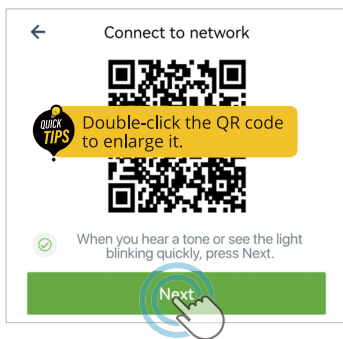 Connect to network
QUICK
TIPS
Double-click the QR code
to enlarge it.
When you hear a tone or see the light
blinking quickly, press Next.
Next